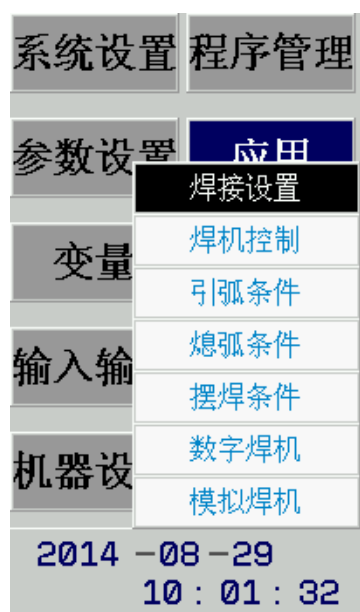 系统设置 程序管理
参数设置 应用
焊接设置
焊机控制
变量
引弧条件
熄弧条件
输入输
摆焊条件
数字焊机
机器设
模拟焊机
2014-08-29
10:01:32